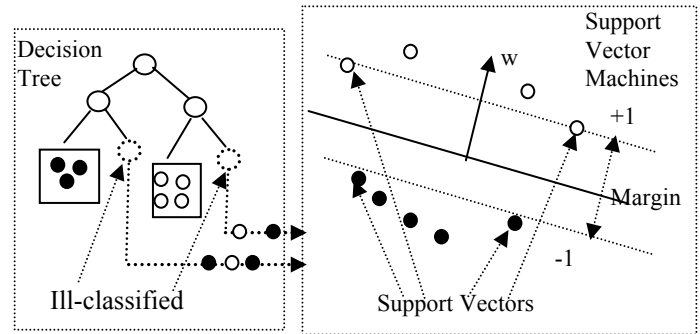 Decision
Tree
Ill-classified
Support
Vector
Machines
w
+1
Margin
-1
Support Vectors